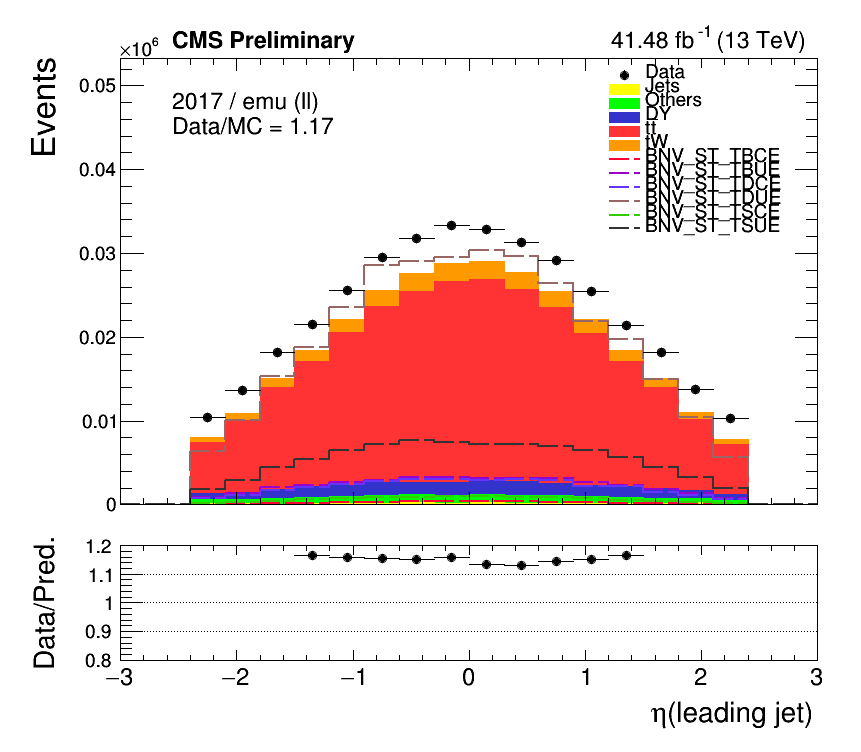 ×10⁶ CMS Preliminary 41.48 fb⁻¹ (13 TeV)
Events
2017 / emu (ll)
Data/MC = 1.17
Data
Jets
Others
DY
tt
tW
BNV_ST_TBCE
BNV_ST_TBUE
BNV_ST_TDCE
BNV_ST_TDUE
BNV_ST_TSCE
BNV_ST_TSUE
0.05
0.04
0.03
0.02
0.01
0
Data/Pred.
1.2
1.1
1
0.9
0.8
−3 −2 −1 0 1 2 3
η(leading jet)